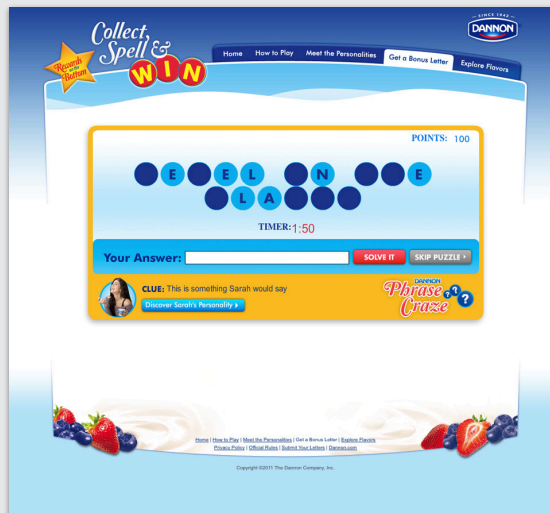 Collect,
Spell &
WIN
Rewards
on the
Bottom
SINCE 1942
DANNON
Home How to Play Meet the Personalities Get a Bonus Letter Explore Flavors
POINTS: 100
E E L N E
L A
TIMER:1:50
Your Answer: SOLVE IT SKIP PUZZLE
CLUE: This is something Sarah would say
Discover Sarah's Personality
DANNON
Phrase
Craze
? ? ?
Home | How to Play | Meet the Personalities | Get a Bonus Letter | Explore Flavors
Privacy Policy | Official Rules | Submit Your Letters | Dannon.com
Copyright ©2011 The Dannon Company, Inc.